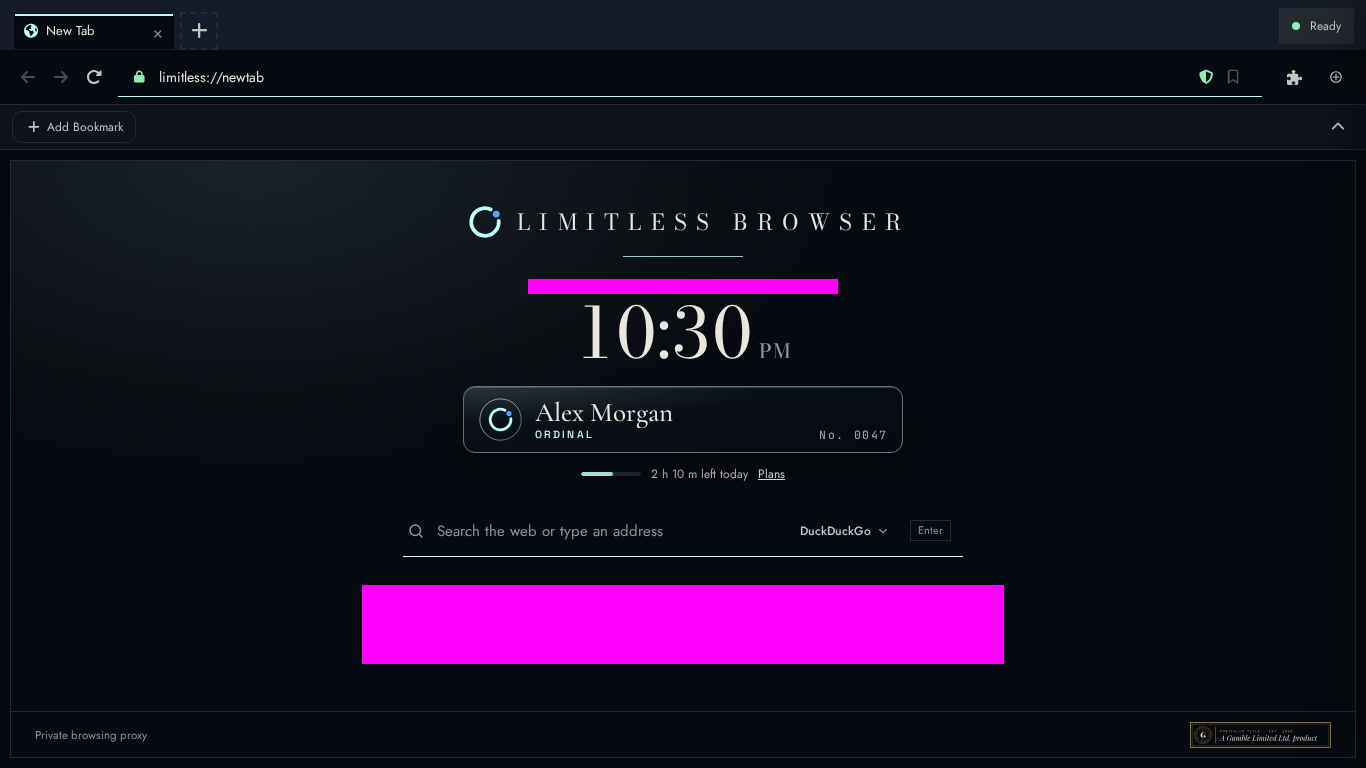 New Tab
Ready
limitless://newtab
Add Bookmark
LIMITLESS BROWSER
10:30 PM
Alex Morgan
ORDINAL
No. 0047
2 h 10 m left today Plans
Search the web or type an address
DuckDuckGo
Enter
Private browsing proxy
G
A Gamble Limited Ltd. product